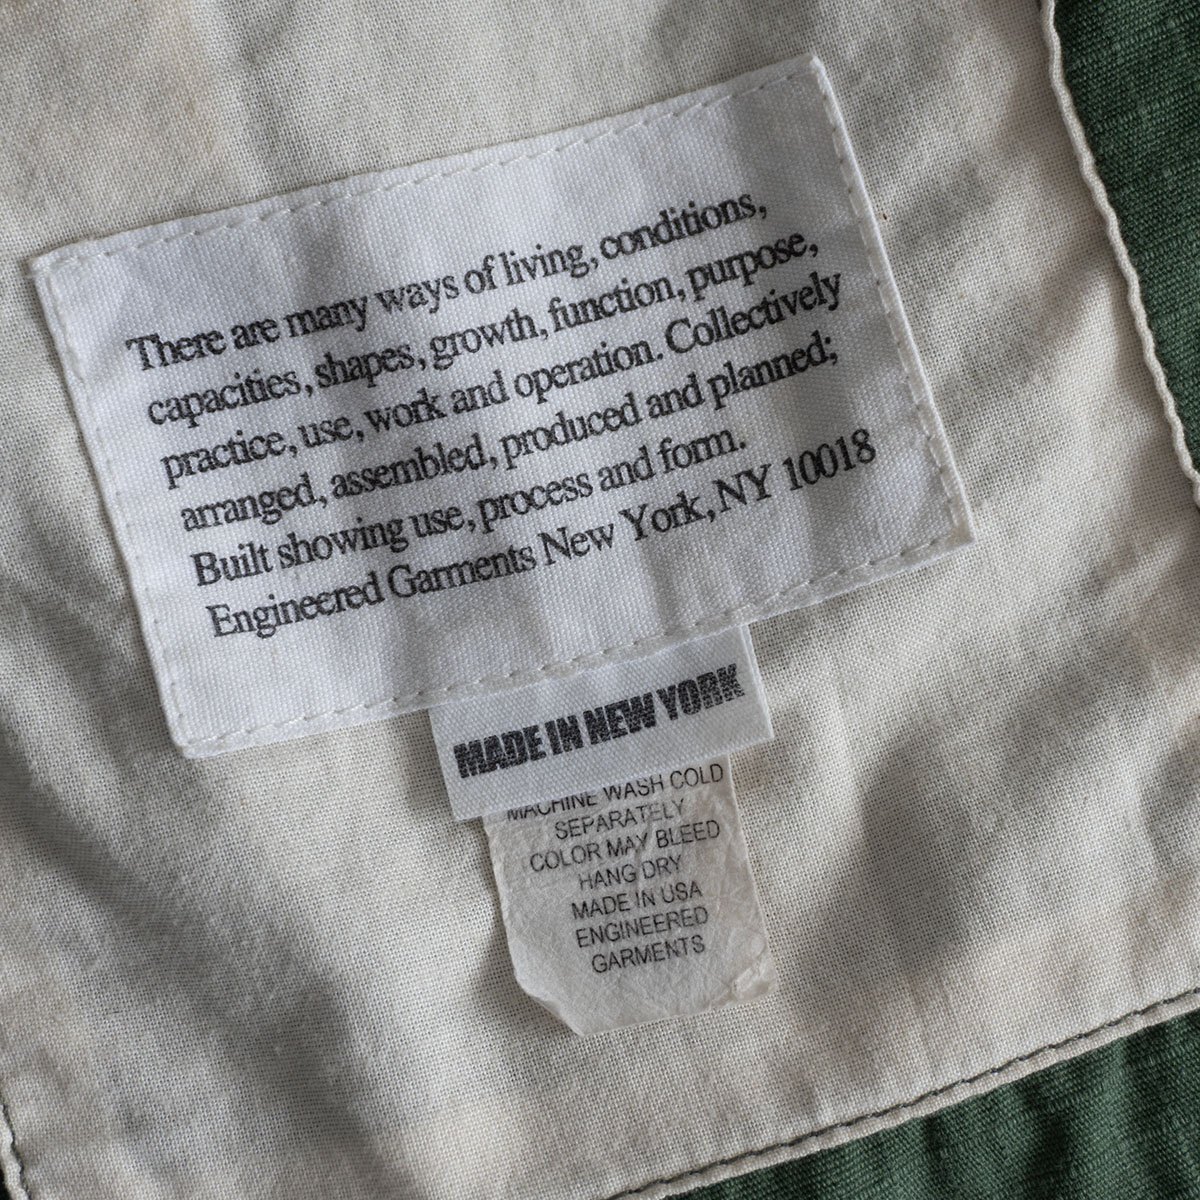 There are many ways of living, conditions,
capacities, shapes, growth, function, purpose,
practice, use, work and operation. Collectively
arranged, assembled, produced and planned;
Built showing use, process and form.
Engineered Garments New York, NY 10018
MADE IN NEW YORK
MACHINE WASH COLD
SEPARATELY
COLOR MAY BLEED
HANG DRY
MADE IN USA
ENGINEERED
GARMENTS